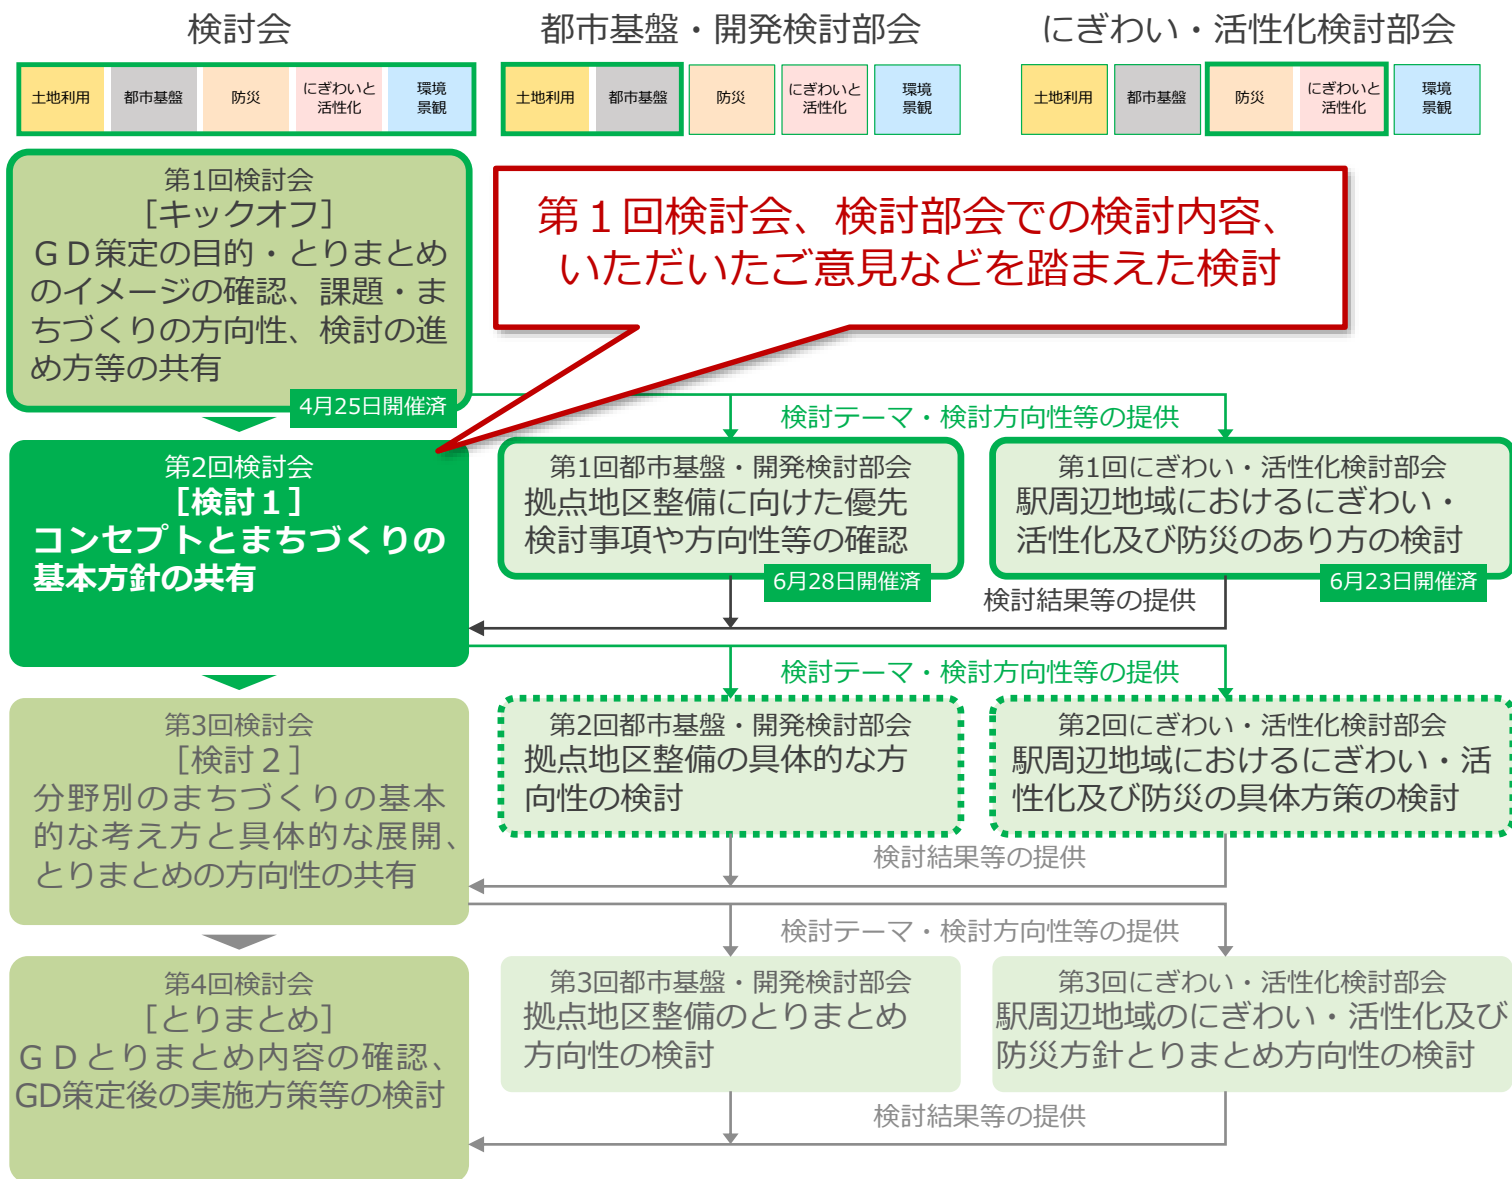 検討会
都市基盤・開発検討部会
にぎわい・活性化検討部会
土地利用
都市基盤
防災
にぎわいと
活性化
環境
景観
土地利用
都市基盤
防災
にぎわいと
活性化
環境
景観
土地利用
都市基盤
防災
にぎわいと
活性化
環境
景観
第1回検討会
［キックオフ］
ＧＤ策定の目的・とりまとめ
のイメージの確認、課題・ま
ちづくりの方向性、検討の進
め方等の共有
4月25日開催済
第１回検討会、検討部会での検討内容、
いただいたご意見などを踏まえた検討
検討テーマ・検討方向性等の提供
第2回検討会
［検討１］
コンセプトとまちづくりの
基本方針の共有
第1回都市基盤・開発検討部会
拠点地区整備に向けた優先
検討事項や方向性等の確認
6月28日開催済
第1回にぎわい・活性化検討部会
駅周辺地域におけるにぎわい・
活性化及び防災のあり方の検討
6月23日開催済
検討結果等の提供
検討テーマ・検討方向性等の提供
第3回検討会
［検討２］
分野別のまちづくりの基本
的な考え方と具体的な展開、
とりまとめの方向性の共有
第2回都市基盤・開発検討部会
拠点地区整備の具体的な方
向性の検討
第2回にぎわい・活性化検討部会
駅周辺地域におけるにぎわい・活
性化及び防災の具体方策の検討
検討結果等の提供
検討テーマ・検討方向性等の提供
第4回検討会
［とりまとめ］
ＧＤとりまとめ内容の確認、
GD策定後の実施方策等の検討
第3回都市基盤・開発検討部会
拠点地区整備のとりまとめ
方向性の検討
第3回にぎわい・活性化検討部会
駅周辺地域のにぎわい・活性化及び
防災方針とりまとめ方向性の検討
検討結果等の提供